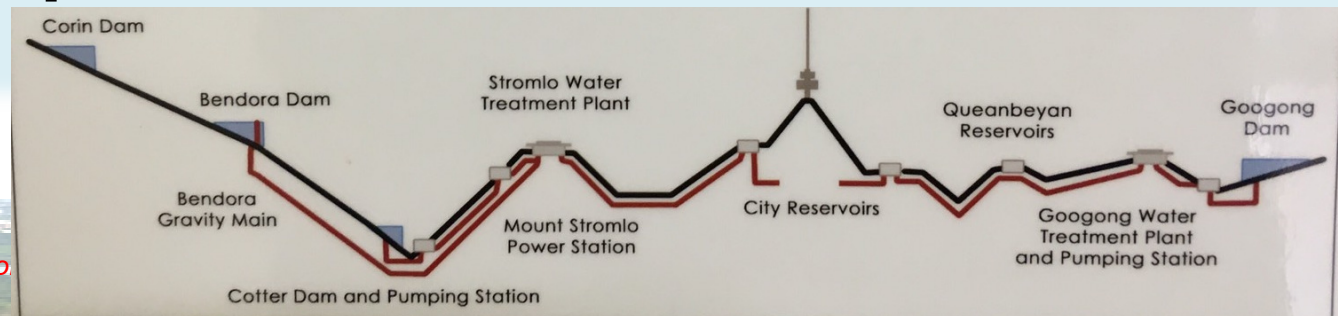 Corin Dam
Bendora Dam
Stromlo Water
Treatment Plant
Queanbeyan
Reservoirs
Googong
Dam
Bendora
Gravity Main
Mount Stromlo
Power Station
City Reservoirs
Googong Water
Treatment Plant
and Pumping Station
Cotter Dam and Pumping Station